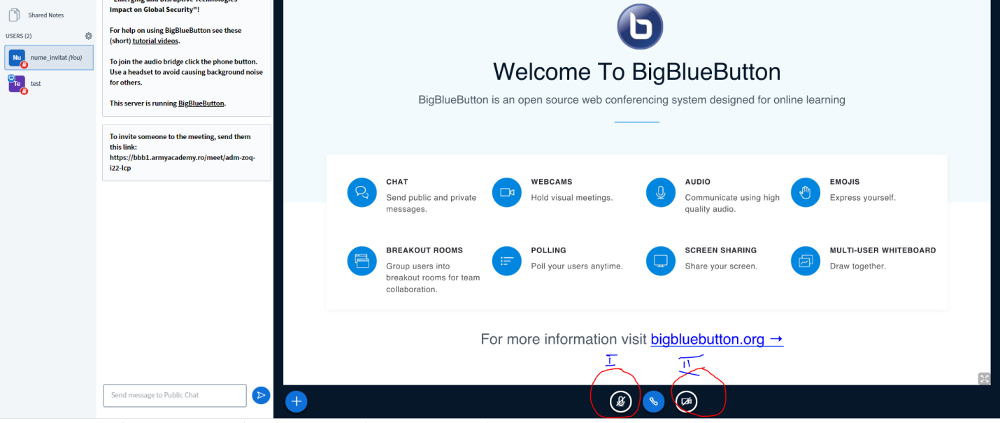 Shared Notes
USERS (2)
Nu
nume_invitat (You)
Te
test
"Emerging and Disruptive Technologies
Impact on Global Security"!
For help on using BigBlueButton see these
(short) tutorial videos.
To join the audio bridge click the phone button.
Use a headset to avoid causing background noise
for others.
This server is running BigBlueButton.
To invite someone to the meeting, send them
this link:
https://bbb1.armyacademy.ro/meet/adm-zoq-
i22-lcp
Send message to Public Chat
b
Welcome To BigBlueButton
BigBlueButton is an open source web conferencing system designed for online learning
CHAT
Send public and private
messages.
WEBCAMS
Hold visual meetings.
AUDIO
Communicate using high
quality audio.
EMOJIS
Express yourself.
BREAKOUT ROOMS
Group users into
breakout rooms for team
collaboration.
POLLING
Poll your users anytime.
SCREEN SHARING
Share your screen.
MULTI-USER WHITEBOARD
Draw together.
For more information visit bigbluebutton.org →
I
II